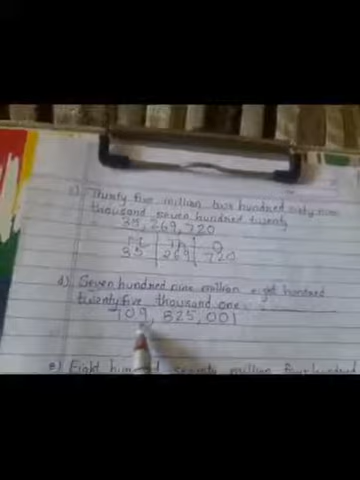 c) Thirty five million two hundred sixty nine
thousand seven hundred twenty
35,269,720
Th O
35 269 720
d) Seven hundred nine million eight hundred
twenty five thousand one
709, 825, 001
e) Eight hundred seventy million four hundred